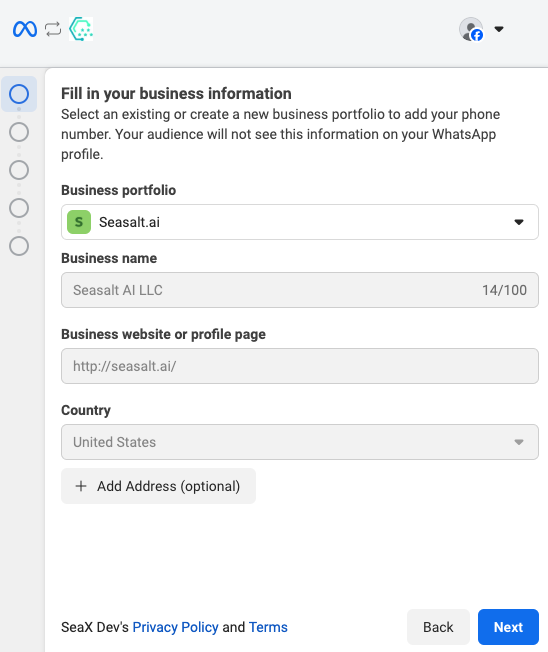 Fill in your business information
Select an existing or create a new business portfolio to add your phone
number. Your audience will not see this information on your WhatsApp
profile.
Business portfolio
S Seasalt.ai
Business name
Seasalt AI LLC 14/100
Business website or profile page
http://seasalt.ai/
Country
United States
+ Add Address (optional)
SeaX Dev's Privacy Policy and Terms
Back
Next